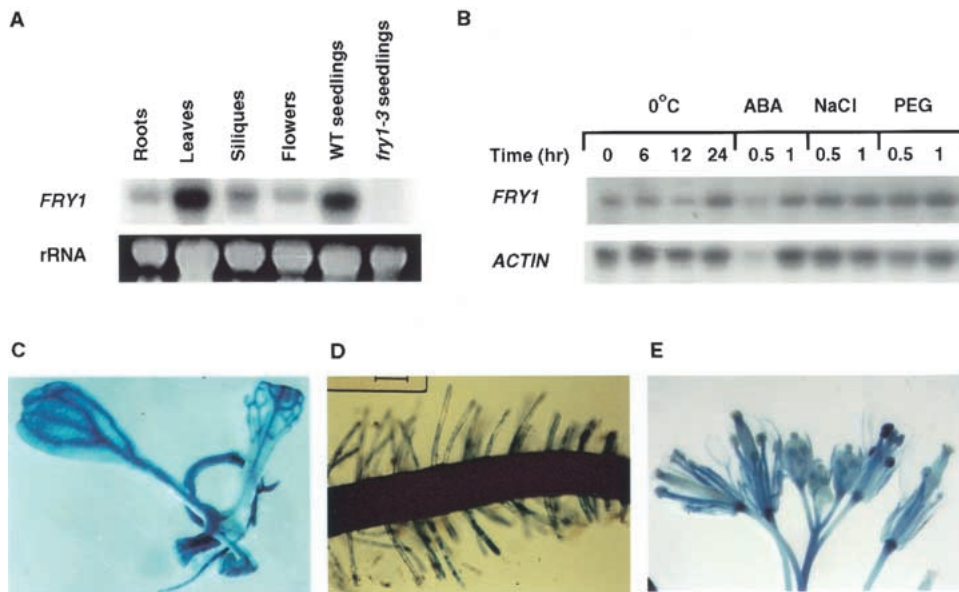 A
Roots
Leaves
Siliques
Flowers
WT seedlings
fry1-3 seedlings
FRY1
rRNA
B
0°C ABA NaCl PEG
Time (hr) 0 6 12 24 0.5 1 0.5 1 0.5 1
FRY1
ACTIN
C
D
E